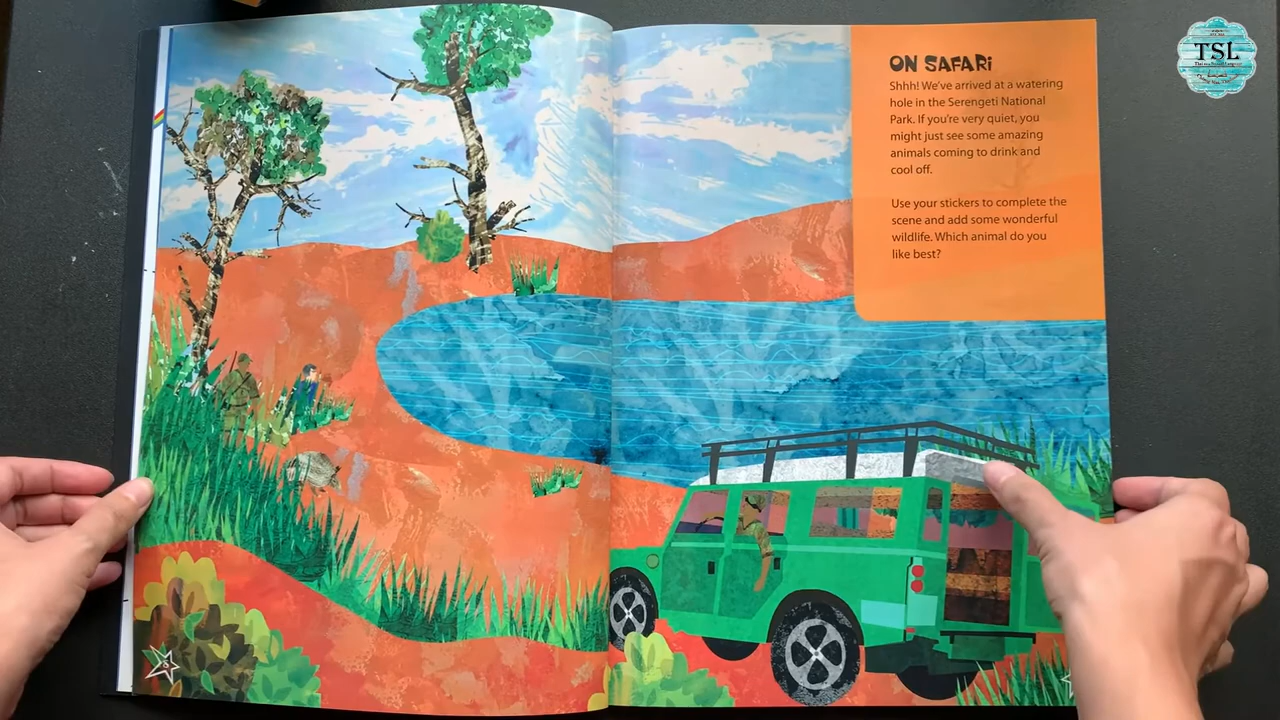 ON SAFARI
Shhh! We've arrived at a watering
hole in the Serengeti National
Park. If you're very quiet, you
might just see some amazing
animals coming to drink and
cool off.
Use your stickers to complete the
scene and add some wonderful
wildlife. Which animal do you
like best?
TSL